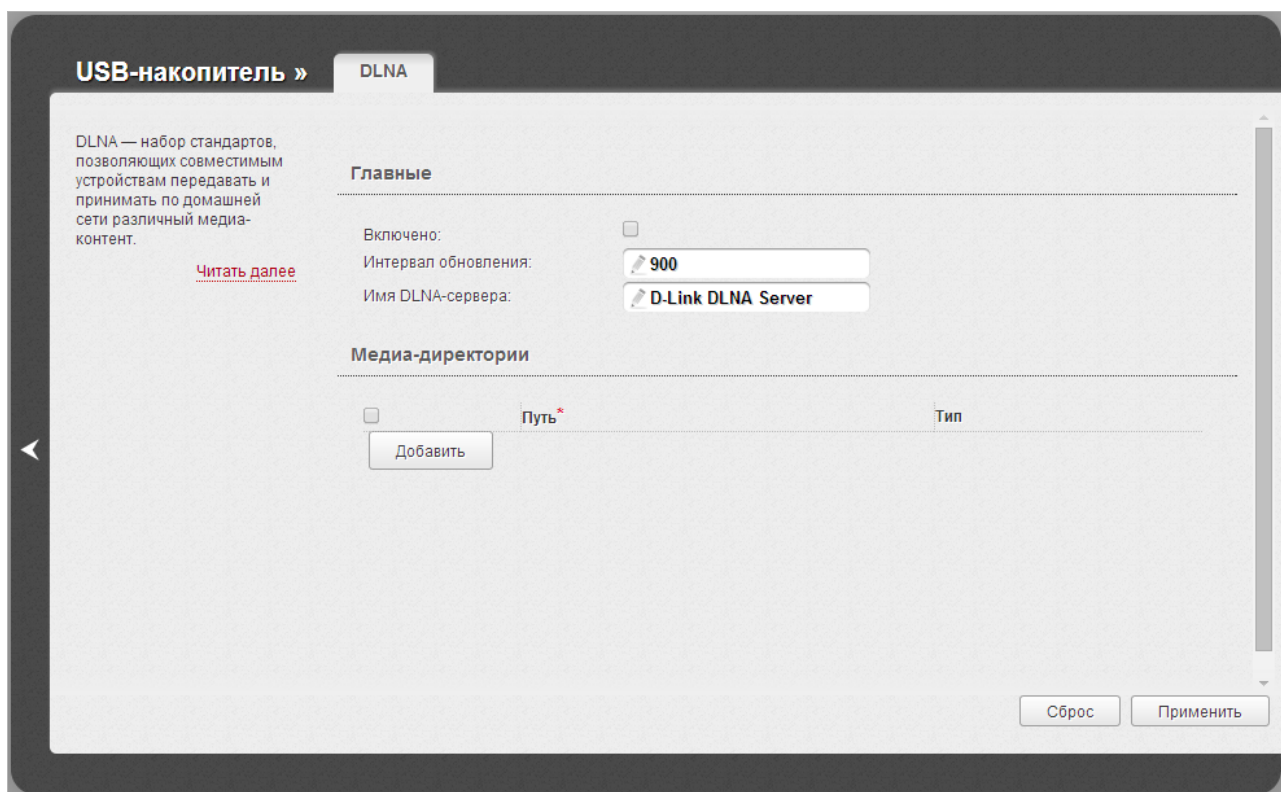 USB-накопитель »
DLNA
DLNA — набор стандартов,
позволяющих совместимым
устройствам передавать и
принимать по домашней
сети различный медиа-
контент.
Читать далее
Главные
Включено:
Интервал обновления: 900
Имя DLNA-сервера: D-Link DLNA Server
Медиа-директории
Путь* Тип
Добавить
Сброс Применить